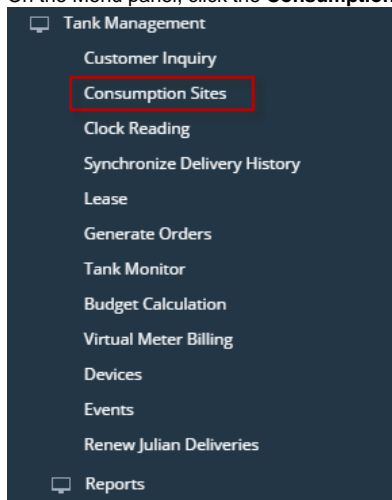 On the Menu panel, click the Consumption
Tank Management
Customer Inquiry
Consumption Sites
Clock Reading
Synchronize Delivery History
Lease
Generate Orders
Tank Monitor
Budget Calculation
Virtual Meter Billing
Devices
Events
Renew Julian Deliveries
Reports